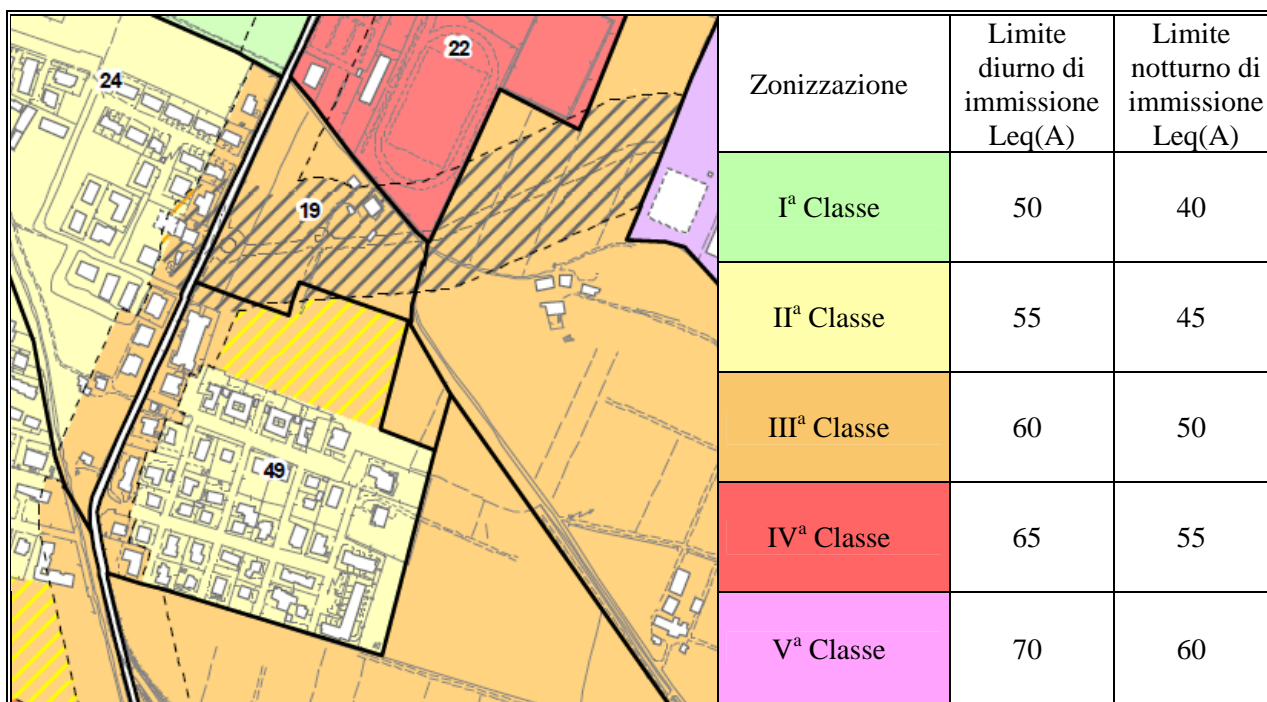 24
22
19
49
Zonizzazione
Limite
diurno di
immissione
Leq(A)
Limite
notturno di
immissione
Leq(A)
Iª Classe
50
40
IIª Classe
55
45
IIIª Classe
60
50
IVª Classe
65
55
Vª Classe
70
60